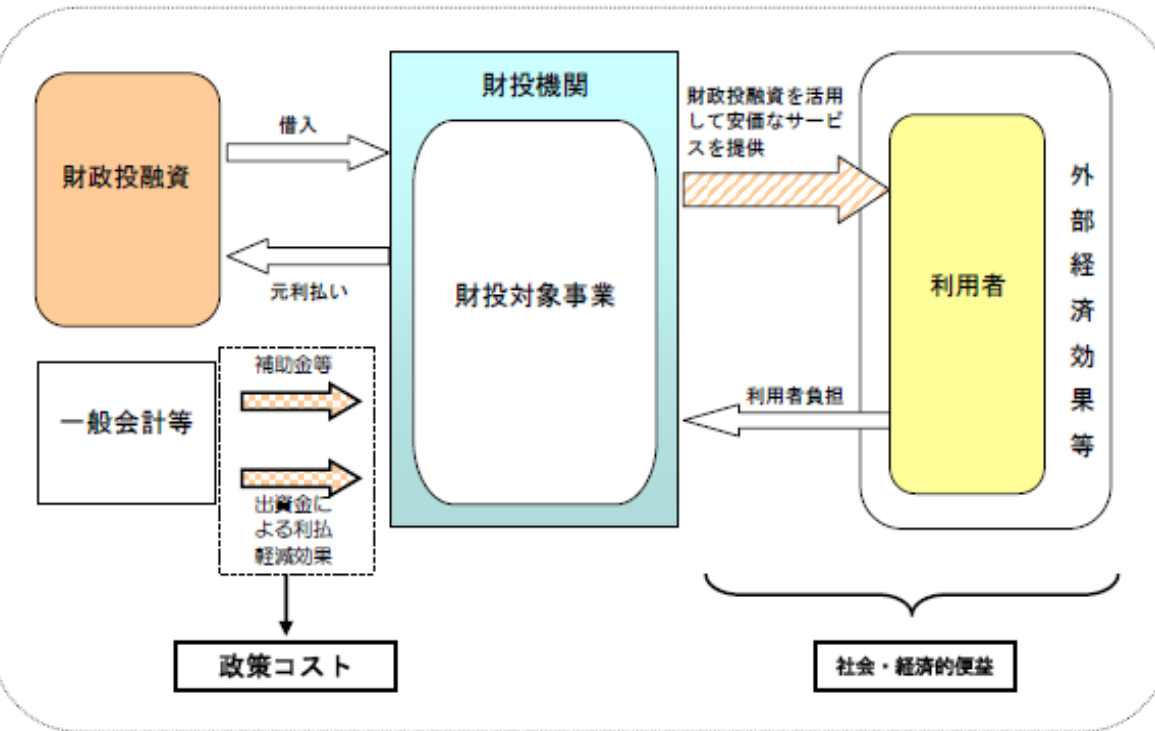 財政投融資
借入
元利払い
一般会計等
補助金等
出資金に
よる利払
軽減効果
政策コスト
財投機関
財投対象事業
財政投融資を活用
して安価なサービ
スを提供
利用者負担
利用者
外部経済効果等
社会・経済的便益